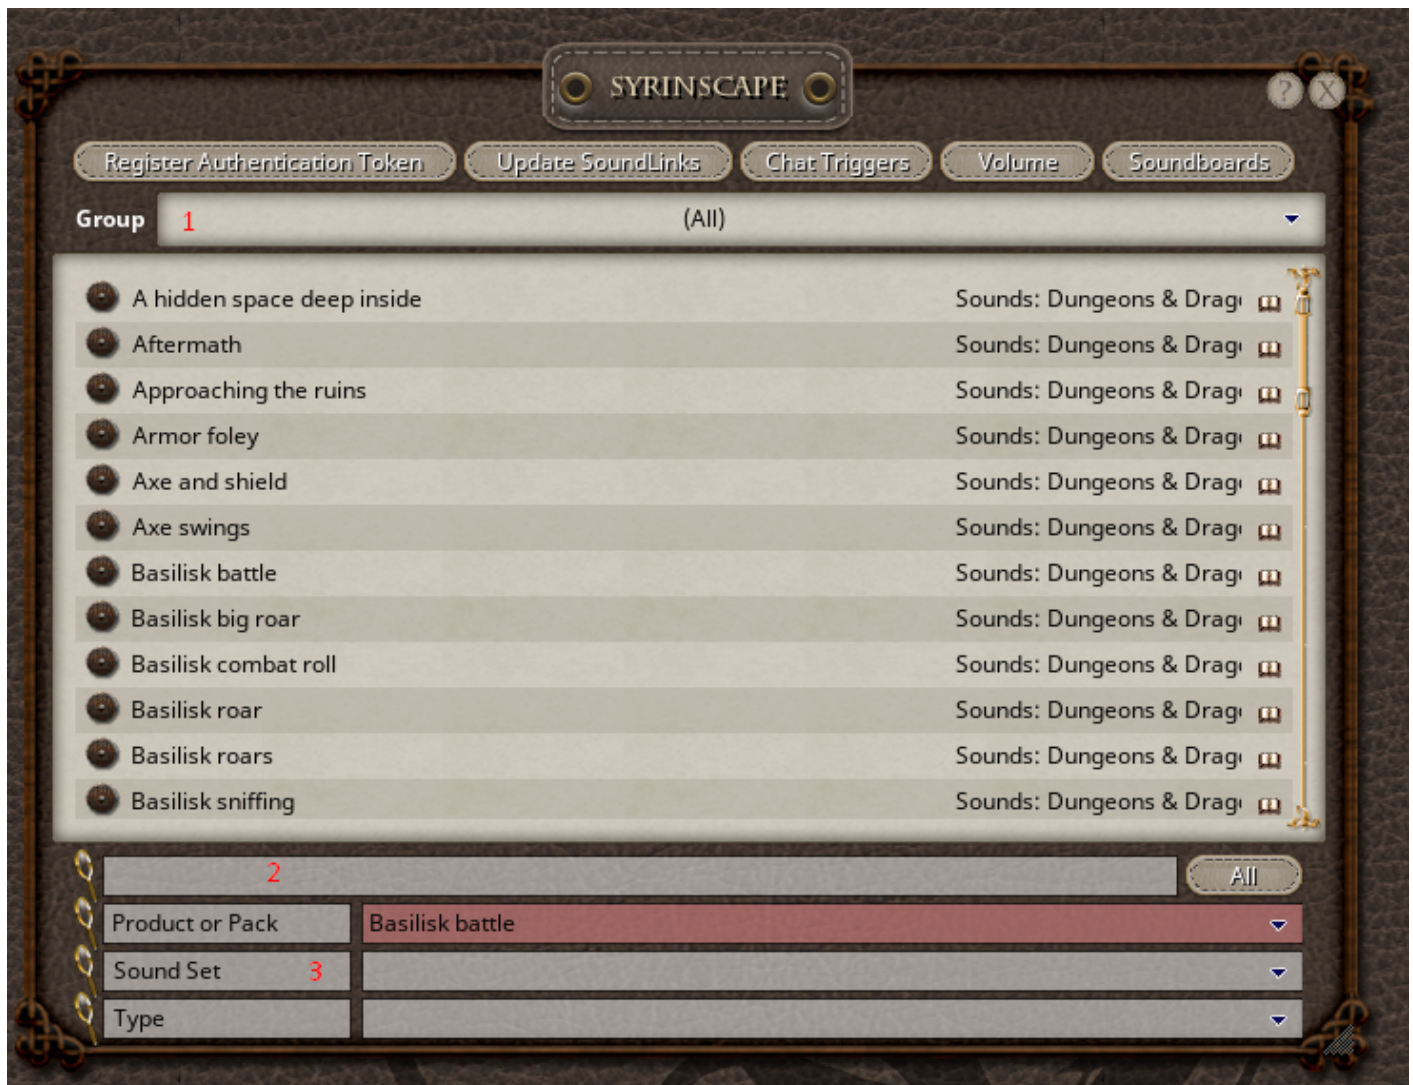 SYRINSCAPE
? X
Register Authentication Token Update SoundLinks Chat Triggers Volume Soundboards
Group 1 (All)
A hidden space deep inside Sounds: Dungeons & Drag
Aftermath Sounds: Dungeons & Drag
Approaching the ruins Sounds: Dungeons & Drag
Armor foley Sounds: Dungeons & Drag
Axe and shield Sounds: Dungeons & Drag
Axe swings Sounds: Dungeons & Drag
Basilisk battle Sounds: Dungeons & Drag
Basilisk big roar Sounds: Dungeons & Drag
Basilisk combat roll Sounds: Dungeons & Drag
Basilisk roar Sounds: Dungeons & Drag
Basilisk roars Sounds: Dungeons & Drag
Basilisk sniffing Sounds: Dungeons & Drag
2 All
Product or Pack Basilisk battle
Sound Set 3
Type